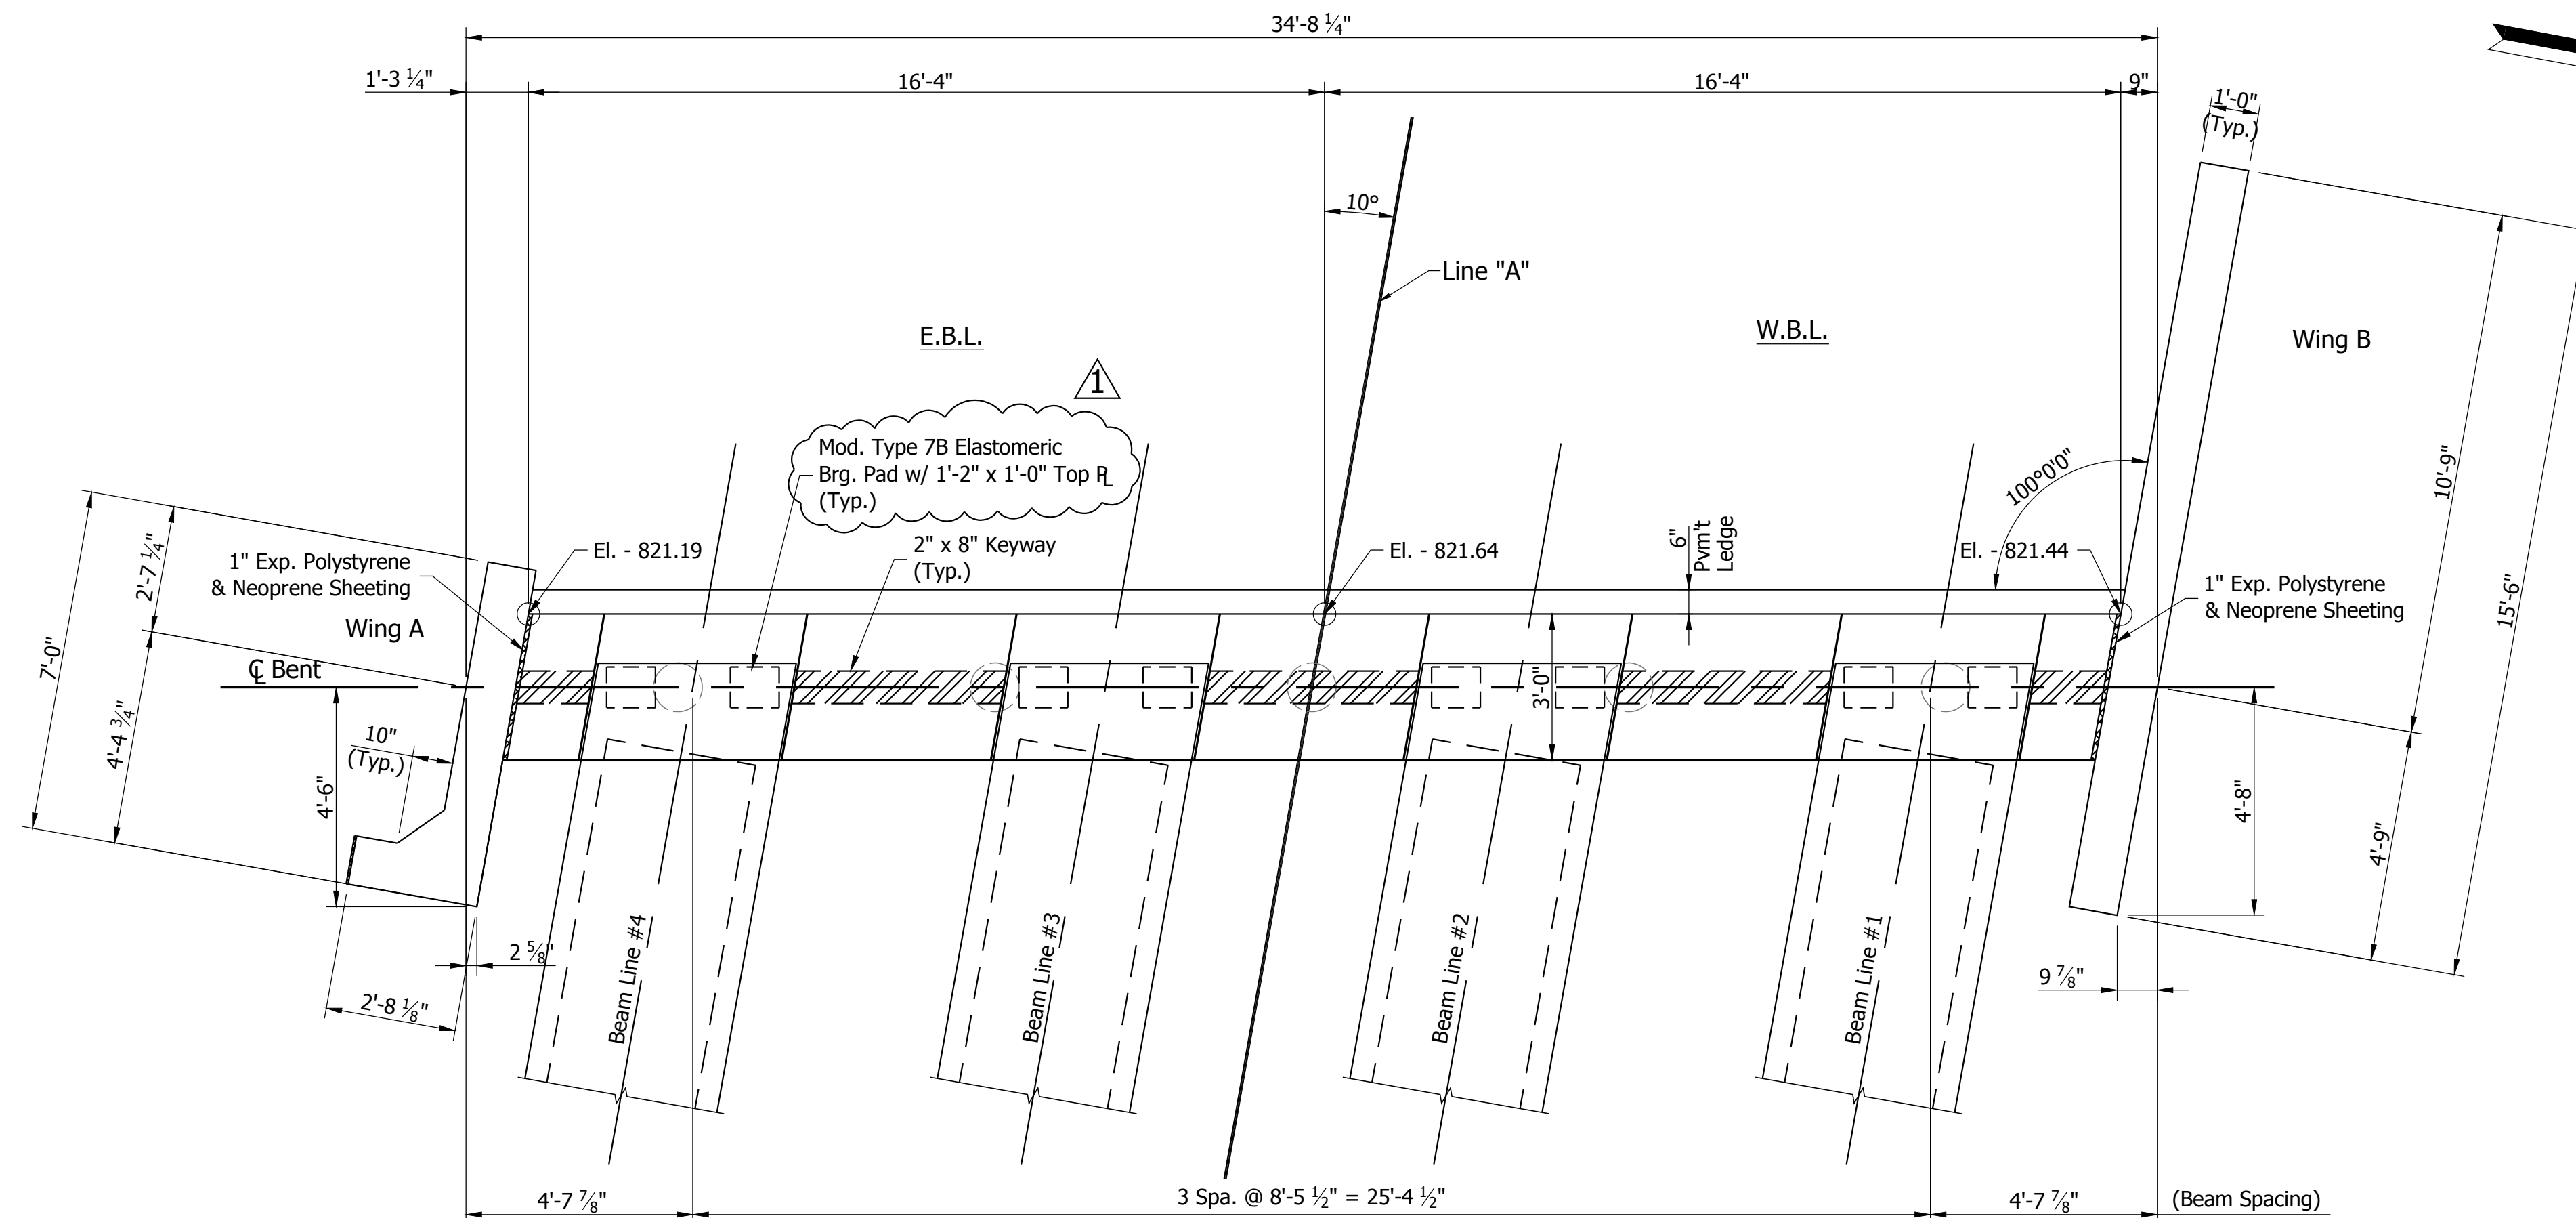 34'-8 1/4"
1'-3 1/4"
16'-4"
16'-4"
9"
1'-0"
(Typ.)
10°
Line "A"
E.B.L.
W.B.L.
Wing B
1
Mod. Type 7B Elastomeric
Brg. Pad w/ 1'-2" x 1'-0" Top PL
(Typ.)
100°0'0"
10'-9"
2'-7 1/4"
1" Exp. Polystyrene
& Neoprene Sheeting
El. - 821.19
2" x 8" Keyway
(Typ.)
El. - 821.64
6"
Pvm't
Ledge
El. - 821.44
1" Exp. Polystyrene
& Neoprene Sheeting
15'-6"
Wing A
7'-0"
CL Bent
3'-0"
4'-4 3/4"
10"
(Typ.)
4'-6"
4'-8"
4'-9"
2 5/8"
9 7/8"
2'-8 1/8"
Beam Line #4
Beam Line #3
Beam Line #2
Beam Line #1
4'-7 7/8"
3 Spa. @ 8'-5 1/2" = 25'-4 1/2"
4'-7 7/8"
(Beam Spacing)